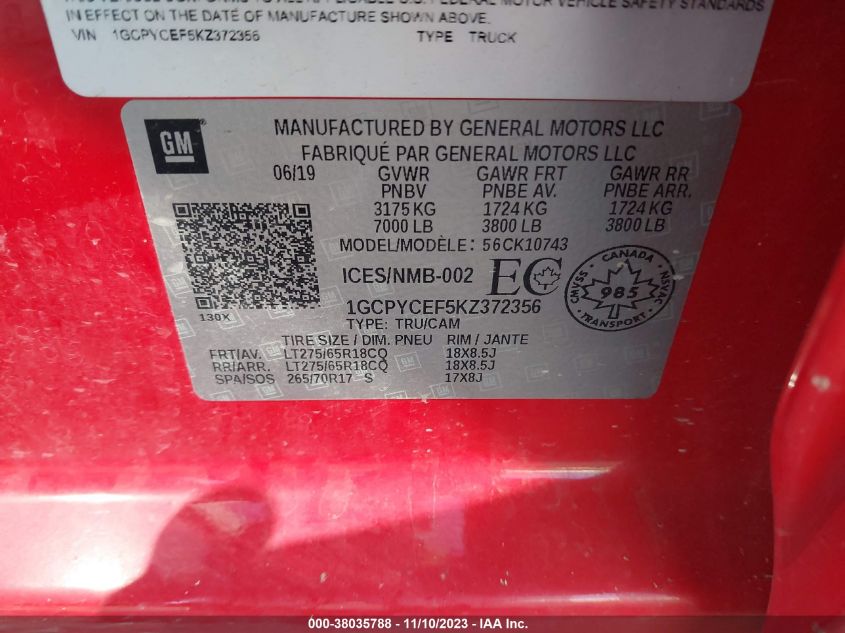 IN EFFECT ON THE DATE OF MANUFACTURE SHOWN ABOVE.
VIN 1GCPYCEF5KZ372356 TYPE TRUCK
GM
MANUFACTURED BY GENERAL MOTORS LLC
FABRIQUÉ PAR GENERAL MOTORS LLC
06/19 GVWR GAWR FRT GAWR RR
PNBV PNBE AV. PNBE ARR.
3175 KG 1724 KG 1724 KG
7000 LB 3800 LB 3800 LB
MODEL/MODÈLE: 56CK10743
ICES/NMB-002 EC
CANADA
CMVSS 985 NSVAC
TRANSPORT
130X
1GCPYCEF5KZ372356
TYPE: TRU/CAM
TIRE SIZE / DIM. PNEU RIM / JANTE
FRT/AV. LT275/65R18CQ 18X8.5J
RR/ARR. LT275/65R18CQ 18X8.5J
SPA/SOS 265/70R17 S 17X8J
000-38035788 — 11/10/2023 — IAA Inc.